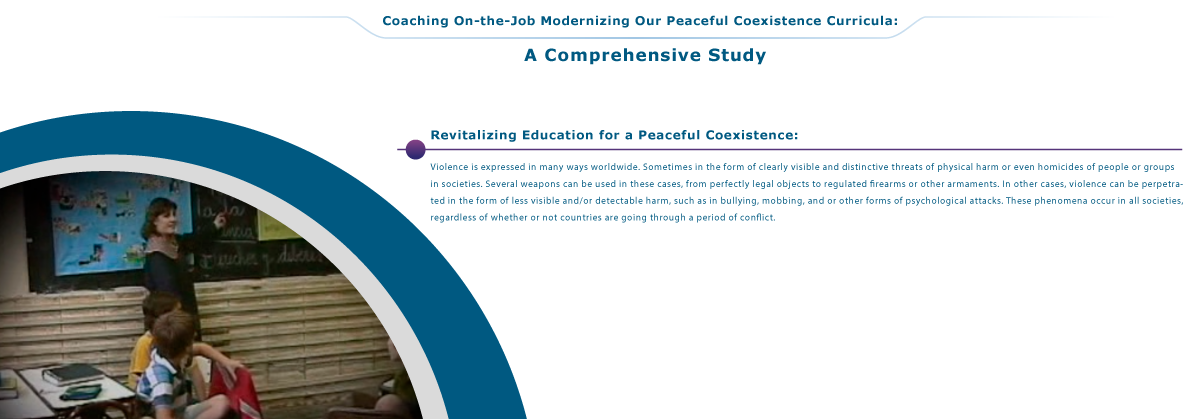 Coaching On-the-Job Modernizing Our Peaceful Coexistence Curricula:
A Comprehensive Study
Revitalizing Education for a Peaceful Coexistence:
Violence is expressed in many ways worldwide. Sometimes in the form of clearly visible and distinctive threats of physical harm or even homicides of people or groups
in societies. Several weapons can be used in these cases, from perfectly legal objects to regulated firearms or other armaments. In other cases, violence can be perpetra-
ted in the form of less visible and/or detectable harm, such as in bullying, mobbing, and or other forms of psychological attacks. These phenomena occur in all societies,
regardless of whether or not countries are going through a period of conflict.